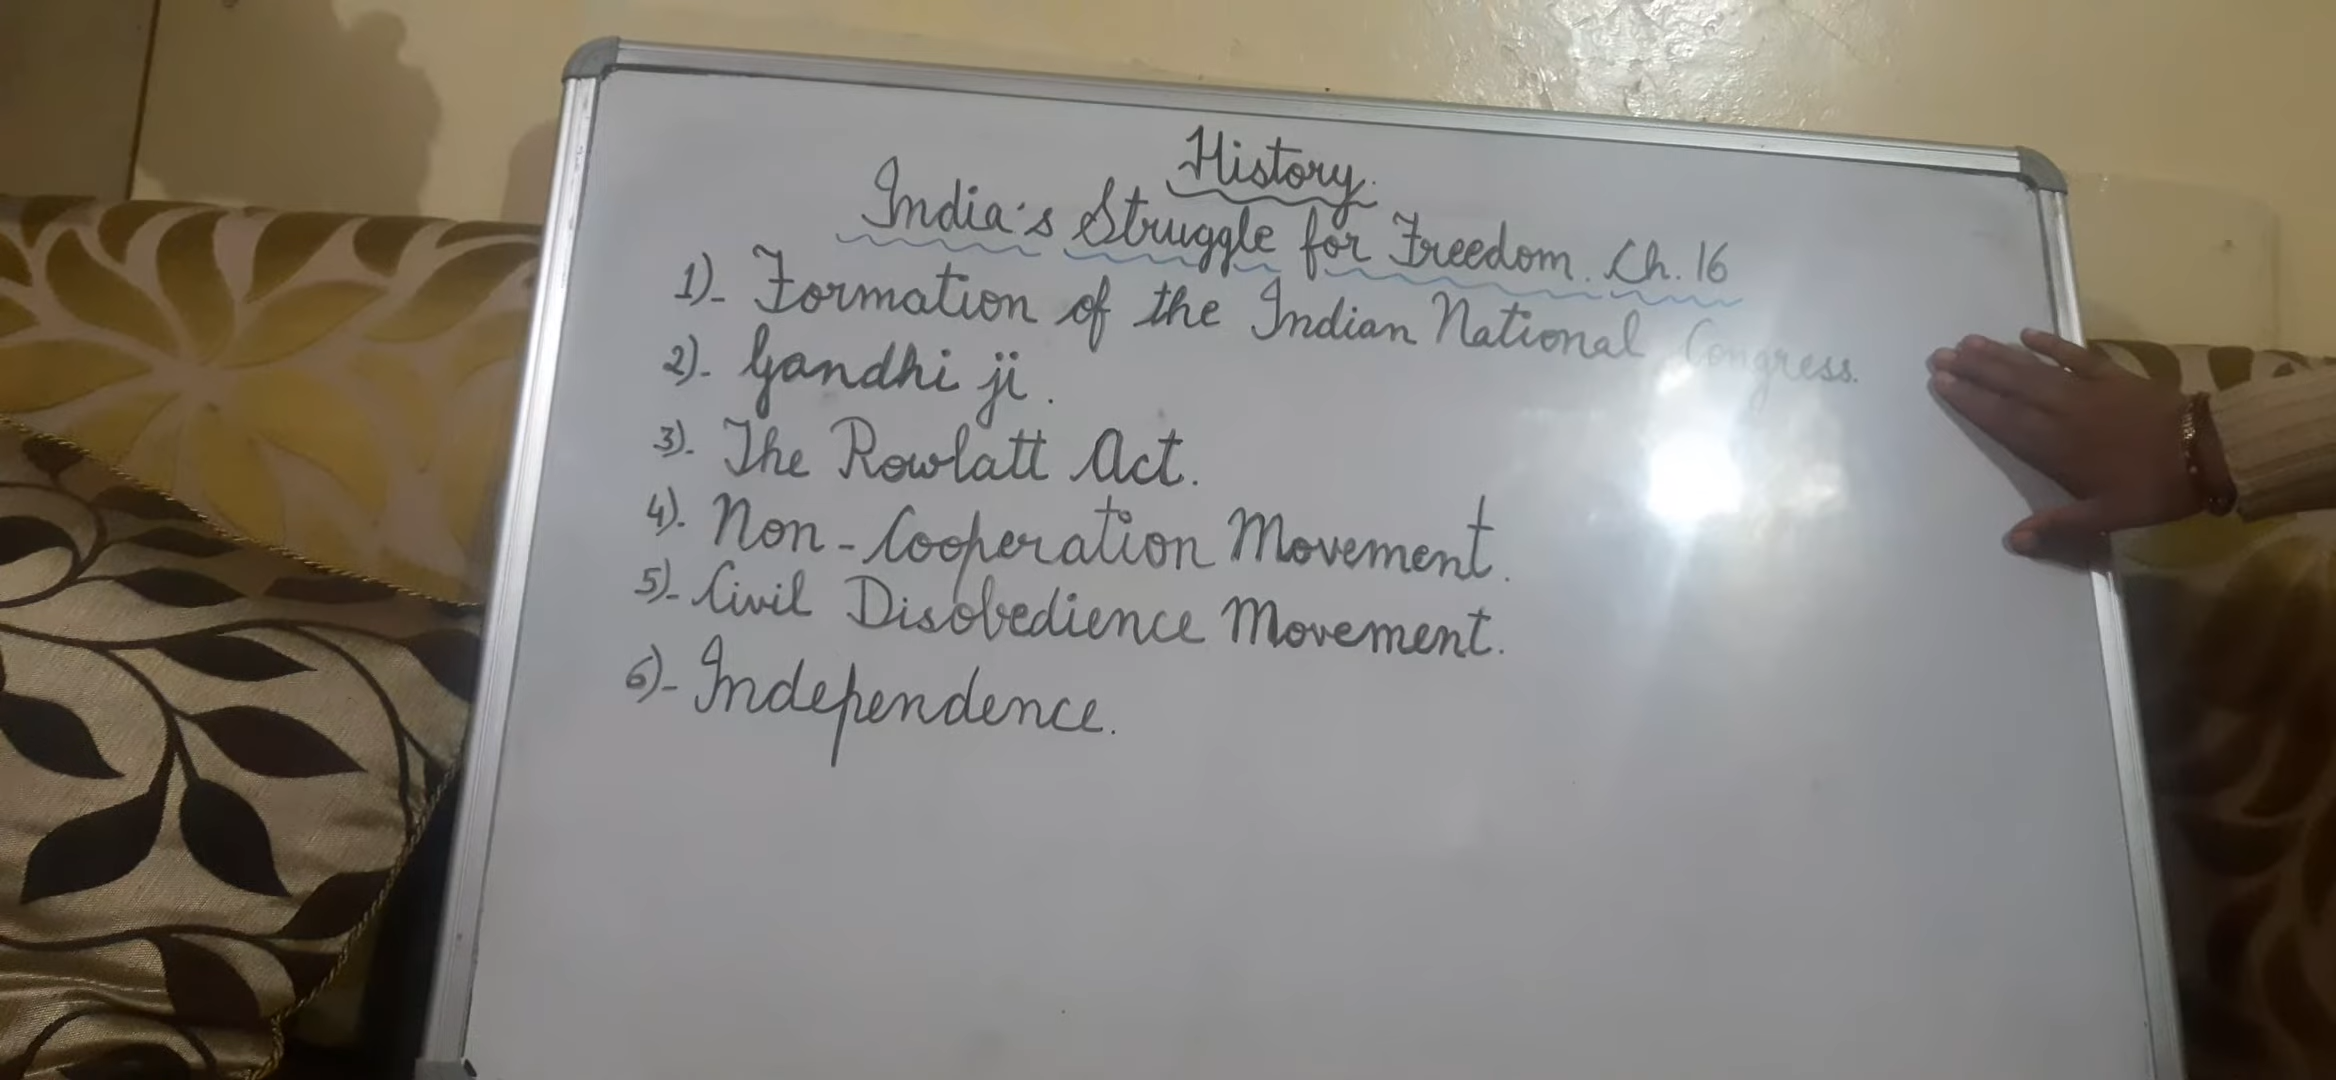 History.
India's Struggle for Freedom. Ch. 16
1)- Formation of the Indian National Congress.
2)- Gandhi ji.
3)- The Rowlatt Act.
4)- Non-Cooperation Movement.
5)- Civil Disobedience Movement.
6)- Independence.